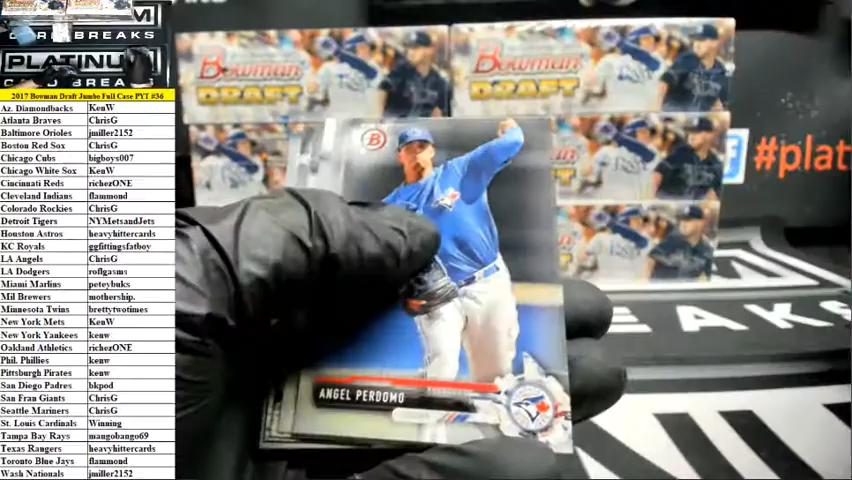 CARD BREAKS
PLATINUM
CARD BREAKS
2017 Bowman Draft Jumbo Full Case PYT #36
Az. Diamondbacks KenW
Atlanta Braves ChrisG
Baltimore Orioles jmiller2152
Boston Red Sox ChrisG
Chicago Cubs bigboys007
Chicago White Sox KenW
Cincinnati Reds richezONE
Cleveland Indians flammond
Colorado Rockies ChrisG
Detroit Tigers NYMetsandJets
Houston Astros heavyhittercards
KC Royals ggfittingsfatboy
LA Angels ChrisG
LA Dodgers roflgasms
Miami Marlins peteybuks
Mil Brewers mothership.
Minnesota Twins brettytwotimes
New York Mets KenW
New York Yankees kenw
Oakland Athletics richezONE
Phil. Phillies kenw
Pittsburgh Pirates kenw
San Diego Padres bkpod
San Fran Giants ChrisG
Seattle Mariners ChrisG
St. Louis Cardinals Winning
Tampa Bay Rays mangobango69
Texas Rangers heavyhittercards
Toronto Blue Jays flammond
Wash Nationals jmiller2152
Bowman DRAFT
Bowman DRAFT
B
ANGEL PERDOMO
f #plat
EAKS